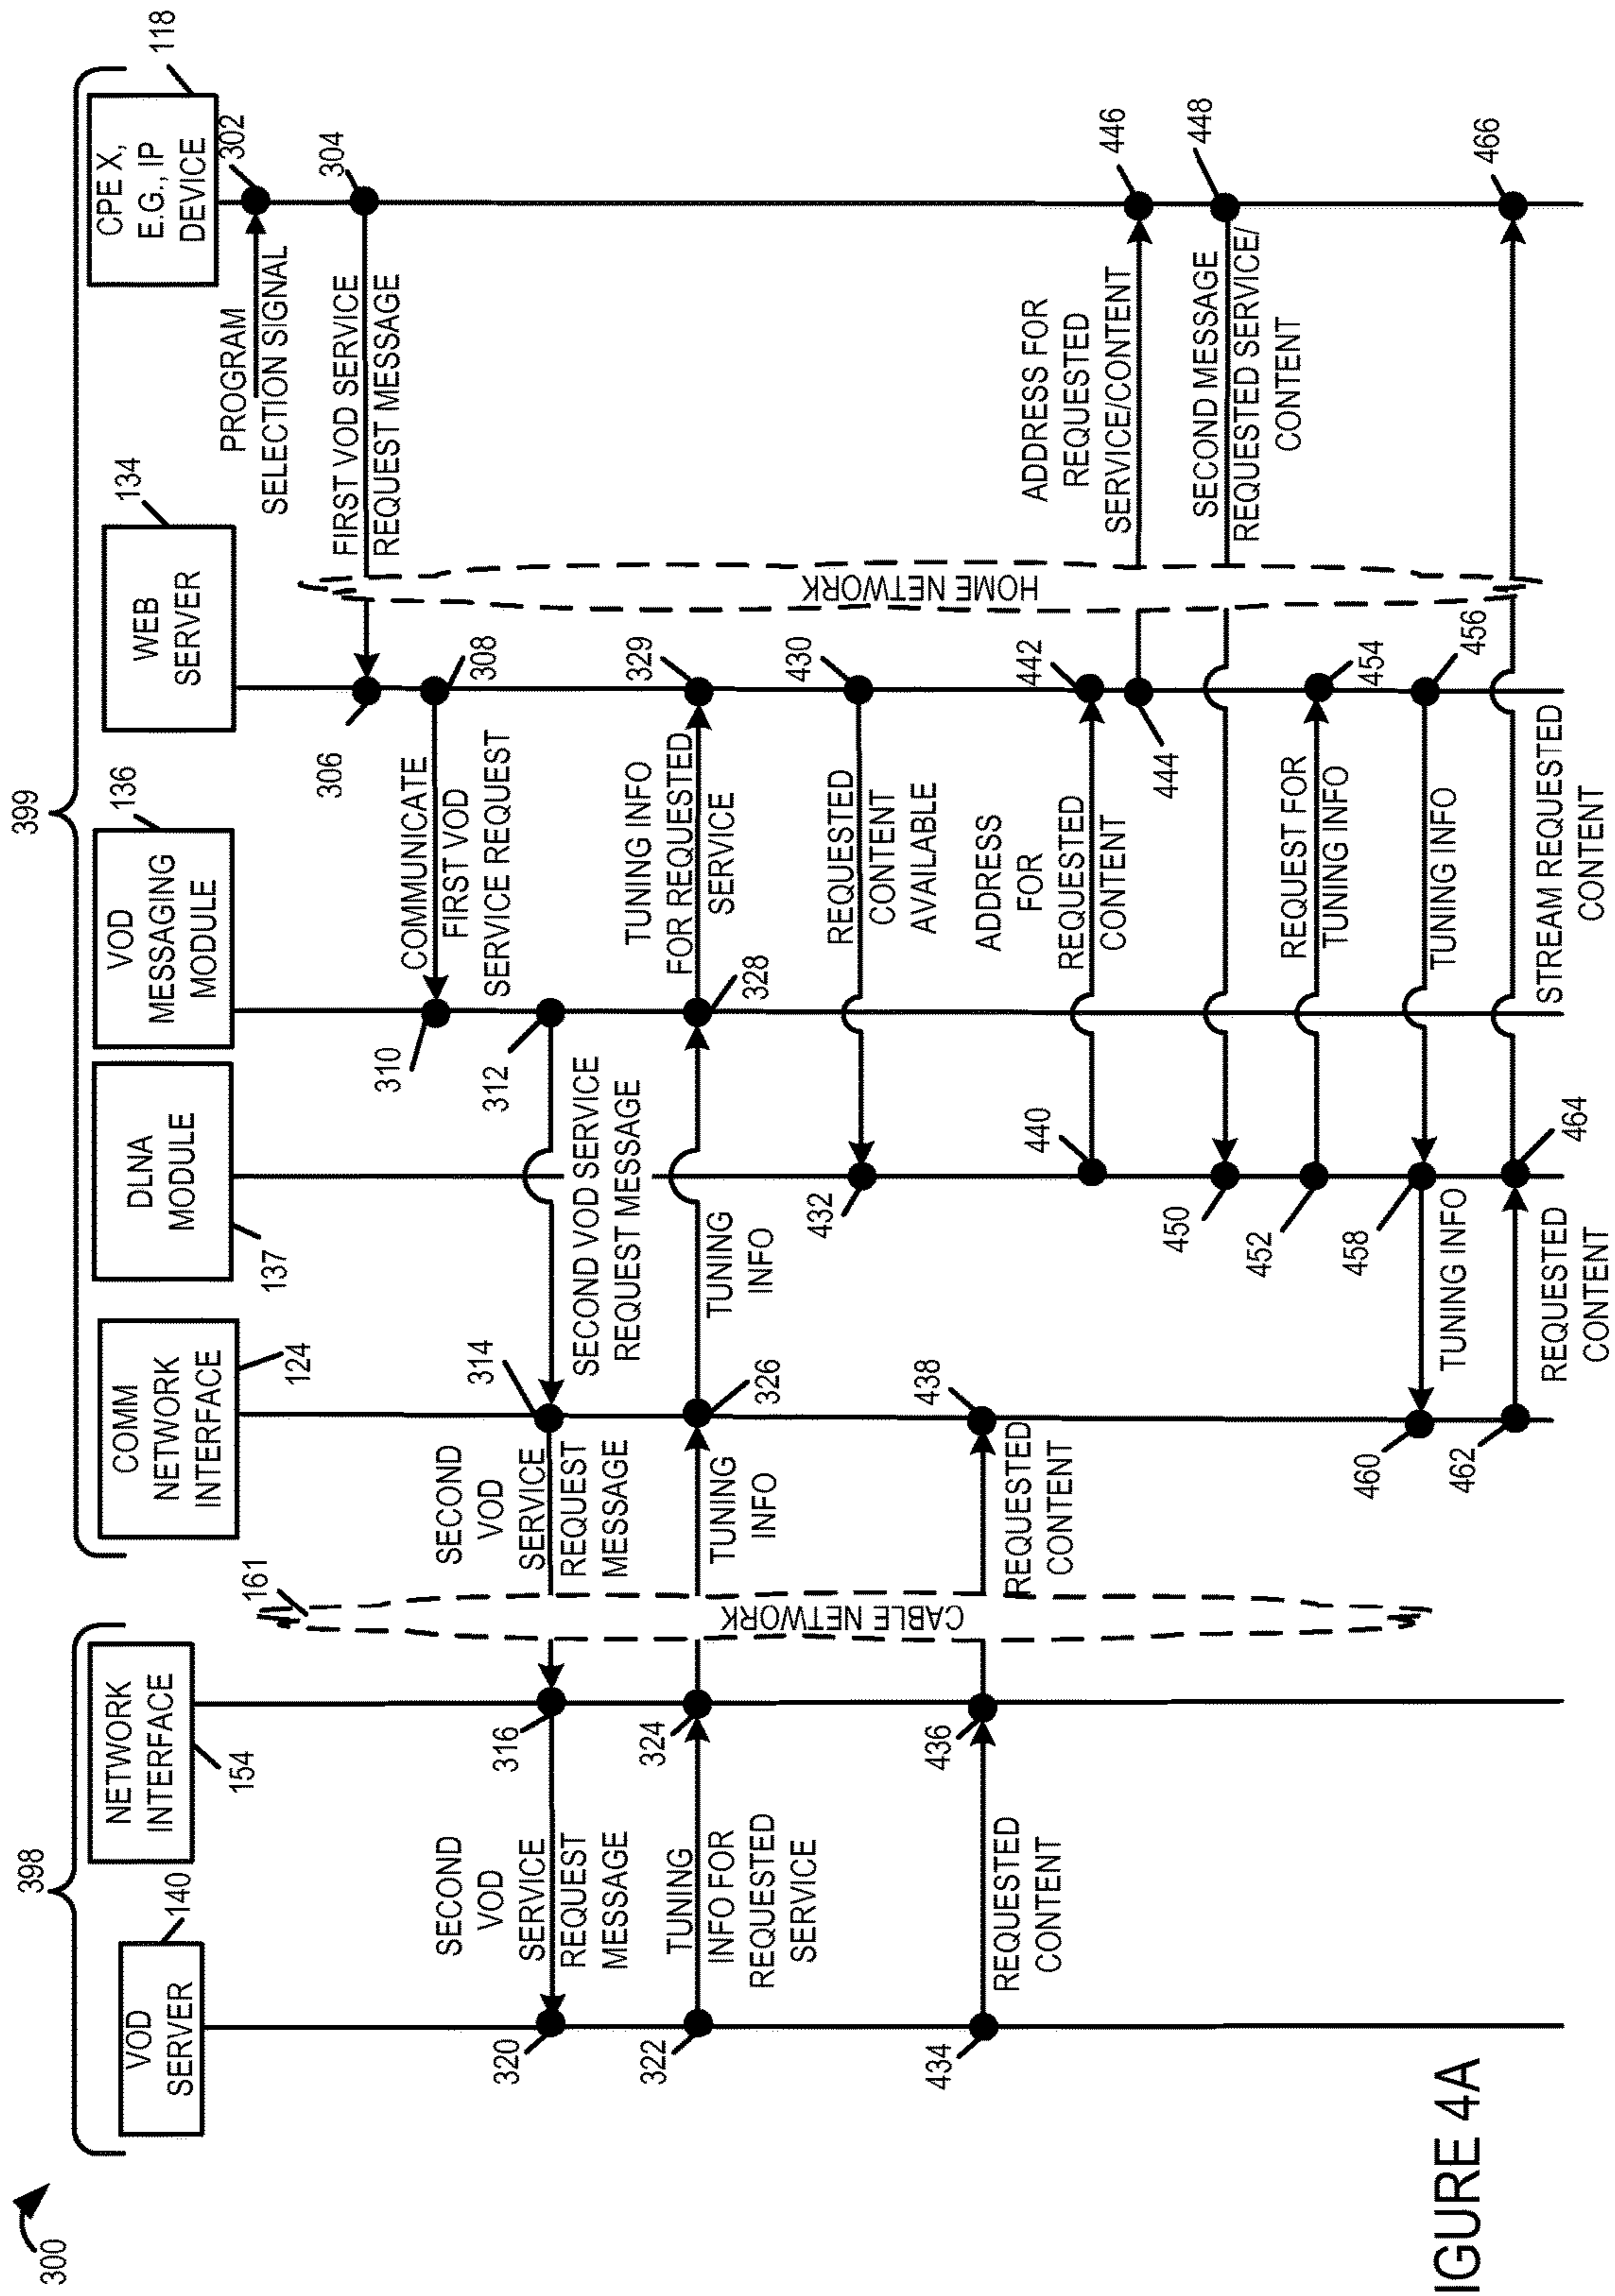 300
398
399
VOD
SERVER
140
NETWORK
INTERFACE
154
161
COMM
NETWORK
INTERFACE
124
DLNA
MODULE
137
VOD
MESSAGING
MODULE
136
WEB
SERVER
134
CPE X,
E.G., IP
DEVICE
118
302
PROGRAM
SELECTION SIGNAL
304
FIRST VOD SERVICE
REQUEST MESSAGE
306
308
COMMUNICATE
FIRST VOD
SERVICE REQUEST
310
312
SECOND VOD SERVICE
REQUEST MESSAGE
314
SECOND
VOD
SERVICE
REQUEST
MESSAGE
316
SECOND
VOD
SERVICE
REQUEST
MESSAGE
320
322
TUNING
INFO FOR
REQUESTED
SERVICE
324
TUNING
INFO
326
TUNING
INFO
328
TUNING INFO
FOR REQUESTED
SERVICE
329
CABLE NETWORK
HOME NETWORK
430
REQUESTED
CONTENT
AVAILABLE
432
434
REQUESTED
CONTENT
436
REQUESTED
CONTENT
438
440
ADDRESS
FOR
REQUESTED
CONTENT
442
444
ADDRESS FOR
REQUESTED
SERVICE/CONTENT
446
448
SECOND MESSAGE
REQUESTED SERVICE/
CONTENT
450
452
REQUEST FOR
TUNING INFO
454
456
TUNING INFO
458
TUNING INFO
460
462
REQUESTED
CONTENT
464
STREAM REQUESTED
CONTENT
466
IGURE 4A